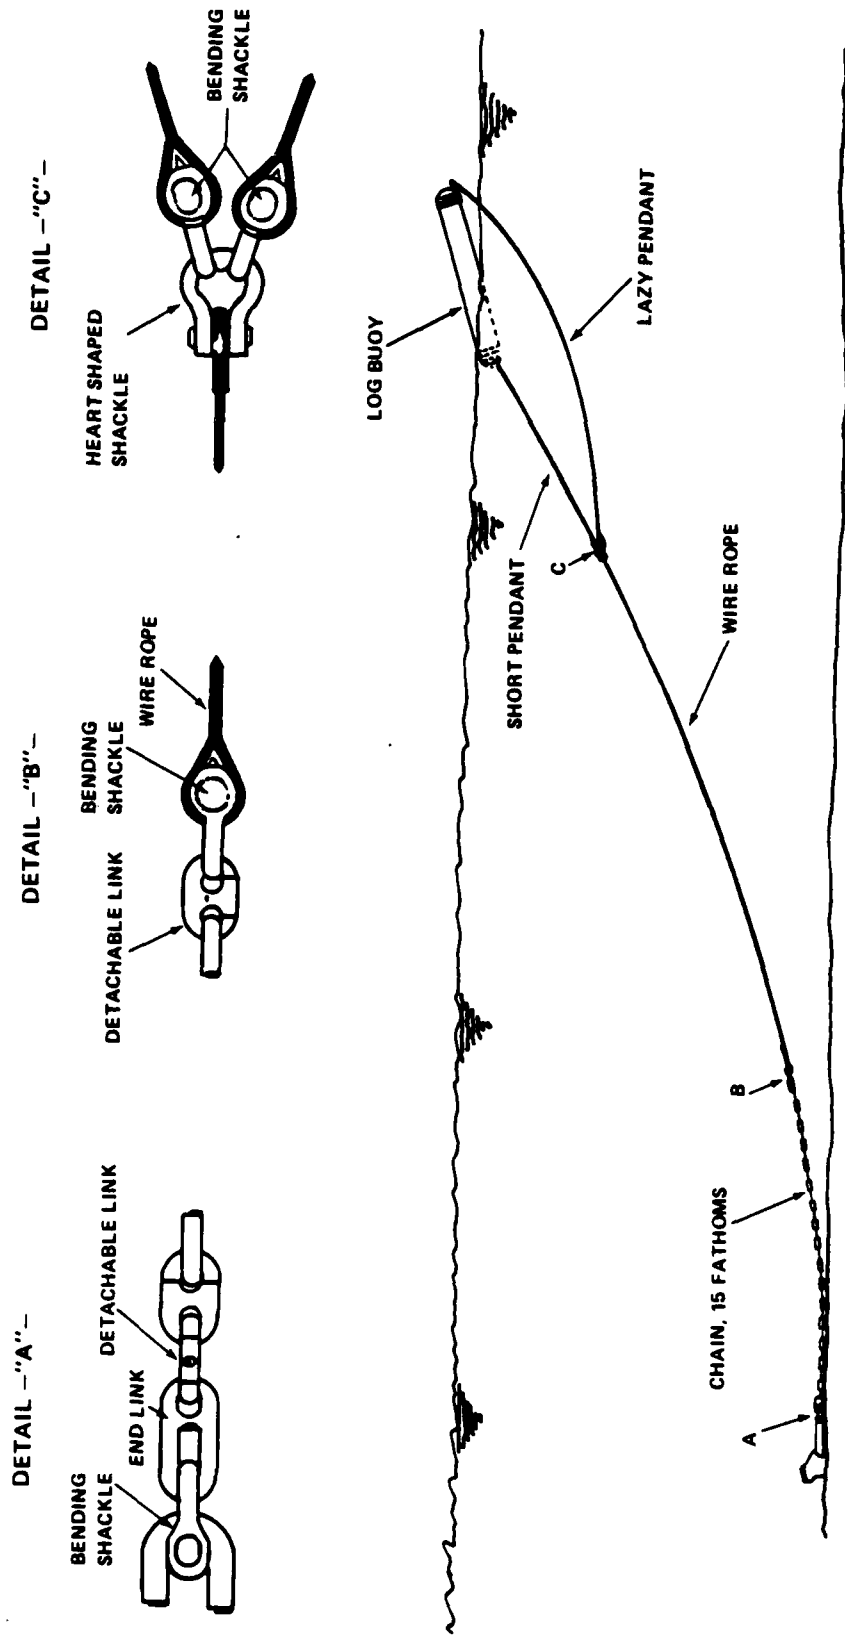 DETAIL –"A"–
BENDING
SHACKLE
END LINK
DETACHABLE LINK
DETAIL –"B"–
DETACHABLE LINK
BENDING
SHACKLE
WIRE ROPE
DETAIL –"C"–
HEART SHAPED
SHACKLE
BENDING
SHACKLE
LOG BUOY
LAZY PENDANT
SHORT PENDANT
C
WIRE ROPE
B
CHAIN, 15 FATHOMS
A